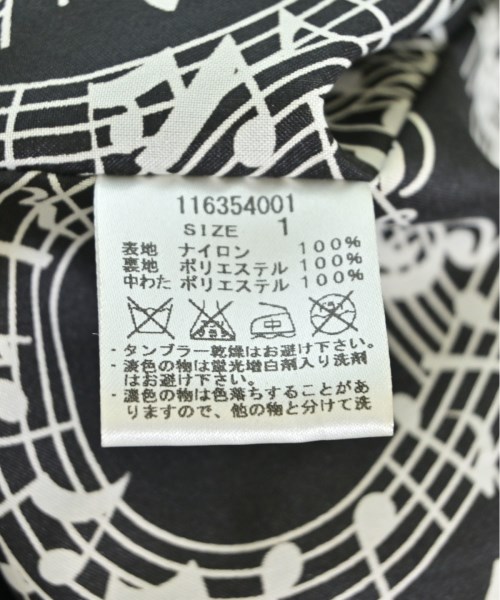 116354001
SIZE 1
表地 ナイロン 100%
裏地 ポリエステル 100%
中わた ポリエステル 100%
・タンブラー乾燥はお避け下さい。
・淡色の物は蛍光増白剤入り洗剤
はお避け下さい。
・濃色の物は色落ちすることがあ
りますので、他の物と分けて洗